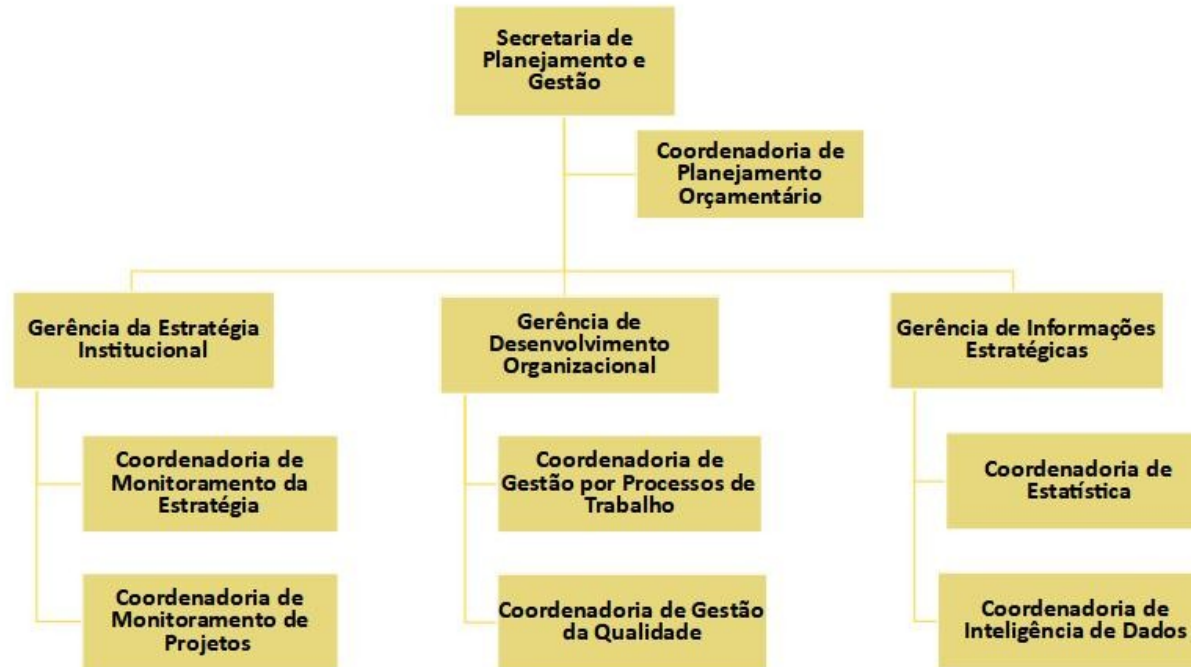 Secretaria de
Planejamento e
Gestão
Coordenadoria de
Planejamento
Orçamentário
Gerência da Estratégia
Institucional
Gerência de
Desenvolvimento
Organizacional
Gerência de Informações
Estratégicas
Coordenadoria de
Monitoramento da
Estratégia
Coordenadoria de
Gestão por Processos de
Trabalho
Coordenadoria de
Estatística
Coordenadoria de
Monitoramento de
Projetos
Coordenadoria de Gestão
da Qualidade
Coordenadoria de
Inteligência de Dados